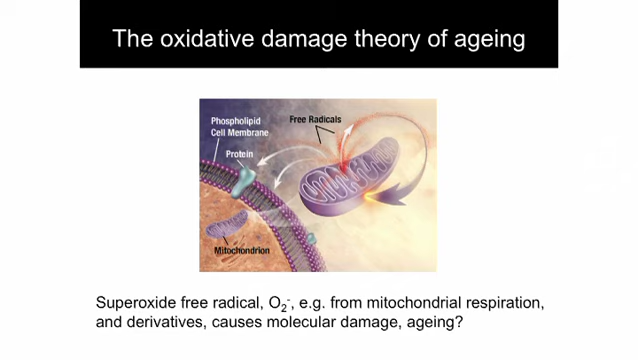 The oxidative damage theory of ageing
Phospholipid
Cell Membrane
Free Radicals
Protein
Mitochondrion
Superoxide free radical, O₂⁻, e.g. from mitochondrial respiration,
and derivatives, causes molecular damage, ageing?